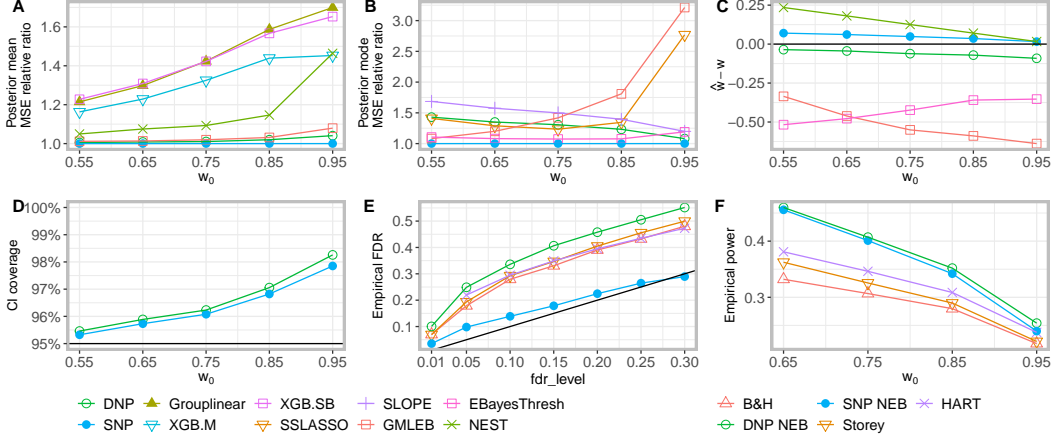 A
Posterior mean
MSE relative ratio
1.6
1.4
1.2
1.0
0.55 0.65 0.75 0.85 0.95
w0
B
Posterior mode
MSE relative ratio
3.0
2.5
2.0
1.5
1.0
0.55 0.65 0.75 0.85 0.95
w0
C
ŵ − w
0.25
0.00
−0.25
−0.50
0.55 0.65 0.75 0.85 0.95
w0
D
CI coverage
100%
99%
98%
97%
96%
95%
0.55 0.65 0.75 0.85 0.95
w0
E
Empirical FDR
0.5
0.4
0.3
0.2
0.1
0.01 0.05 0.10 0.15 0.20 0.25 0.30
fdr_level
F
Empirical power
0.4
0.3
0.65 0.75 0.85 0.95
w0
DNP Grouplinear XGB.SB SLOPE EBayesThresh
SNP XGB.M SSLASSO GMLEB NEST
B&H SNP NEB HART
DNP NEB Storey